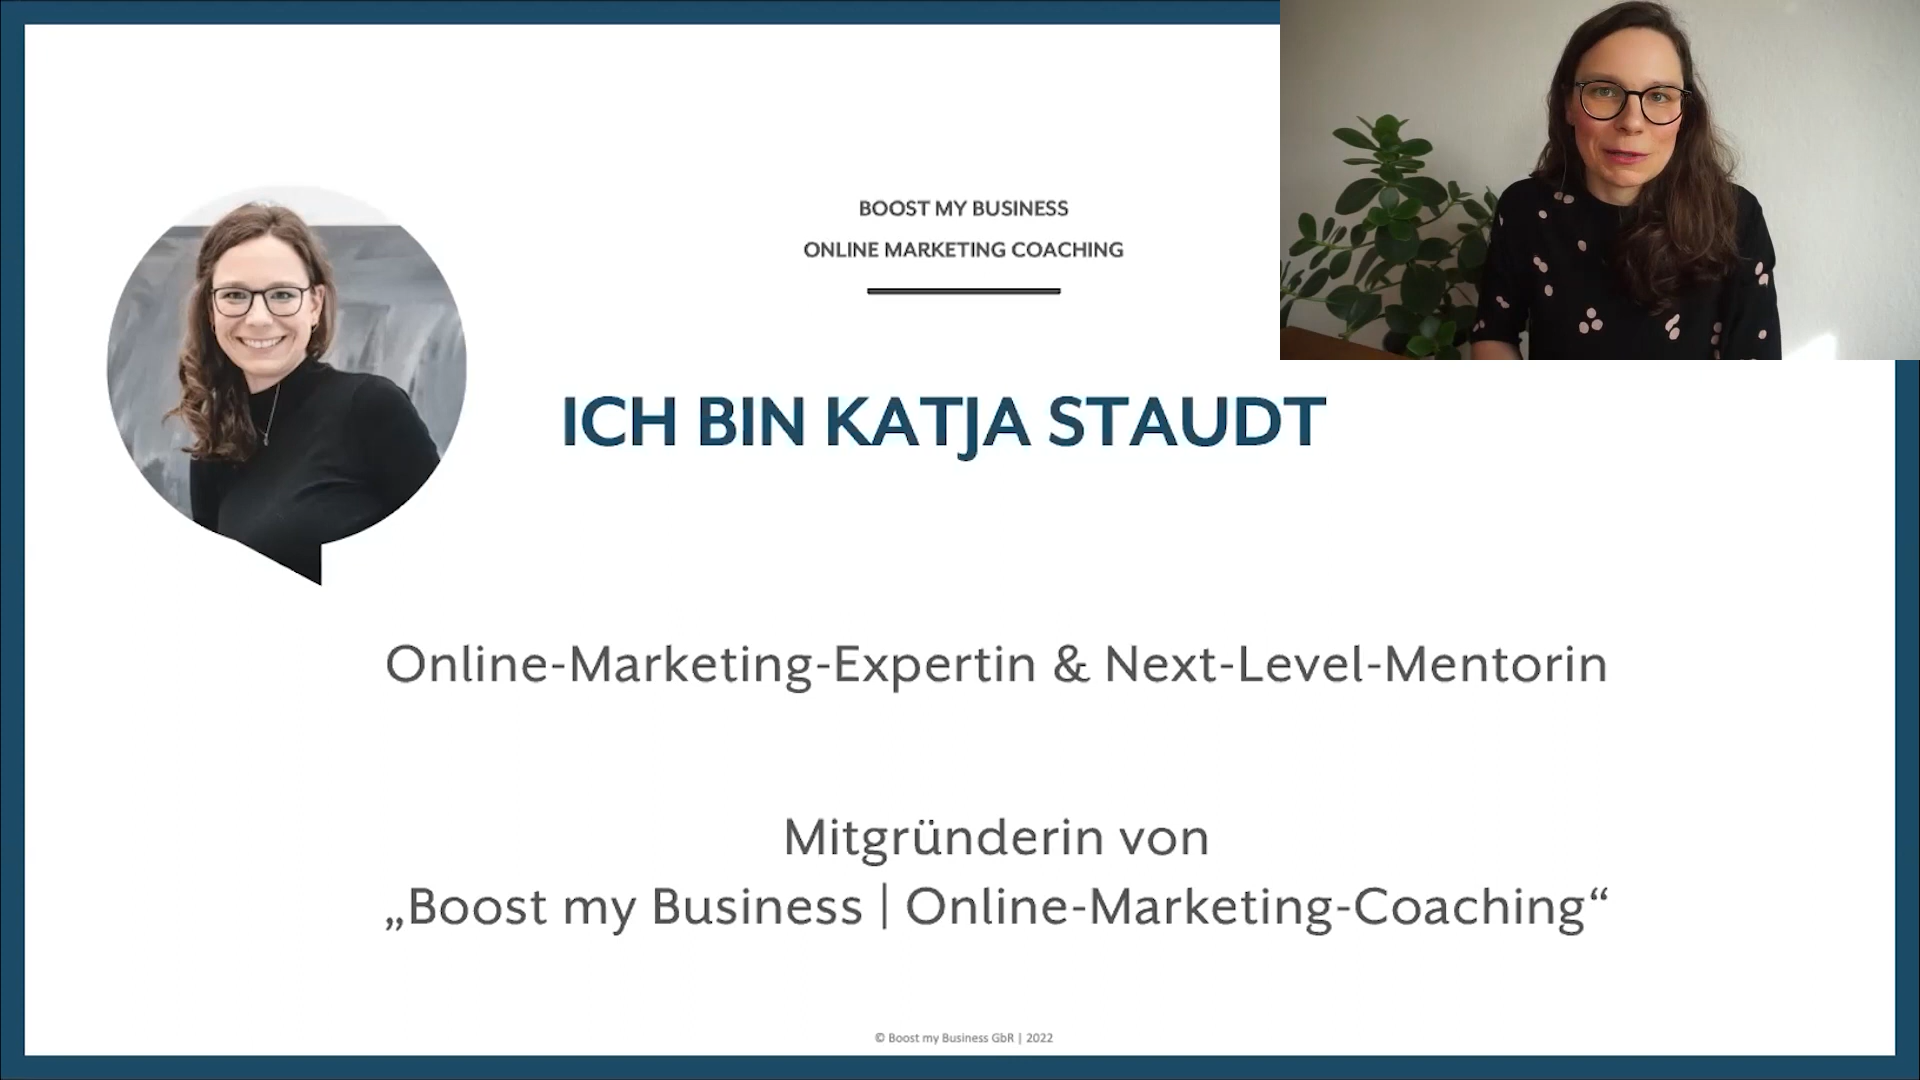 BOOST MY BUSINESS
ONLINE MARKETING COACHING
ICH BIN KATJA STAUDT
Online-Marketing-Expertin & Next-Level-Mentorin
Mitgründerin von
„Boost my Business | Online-Marketing-Coaching“
© Boost my Business GbR | 2022